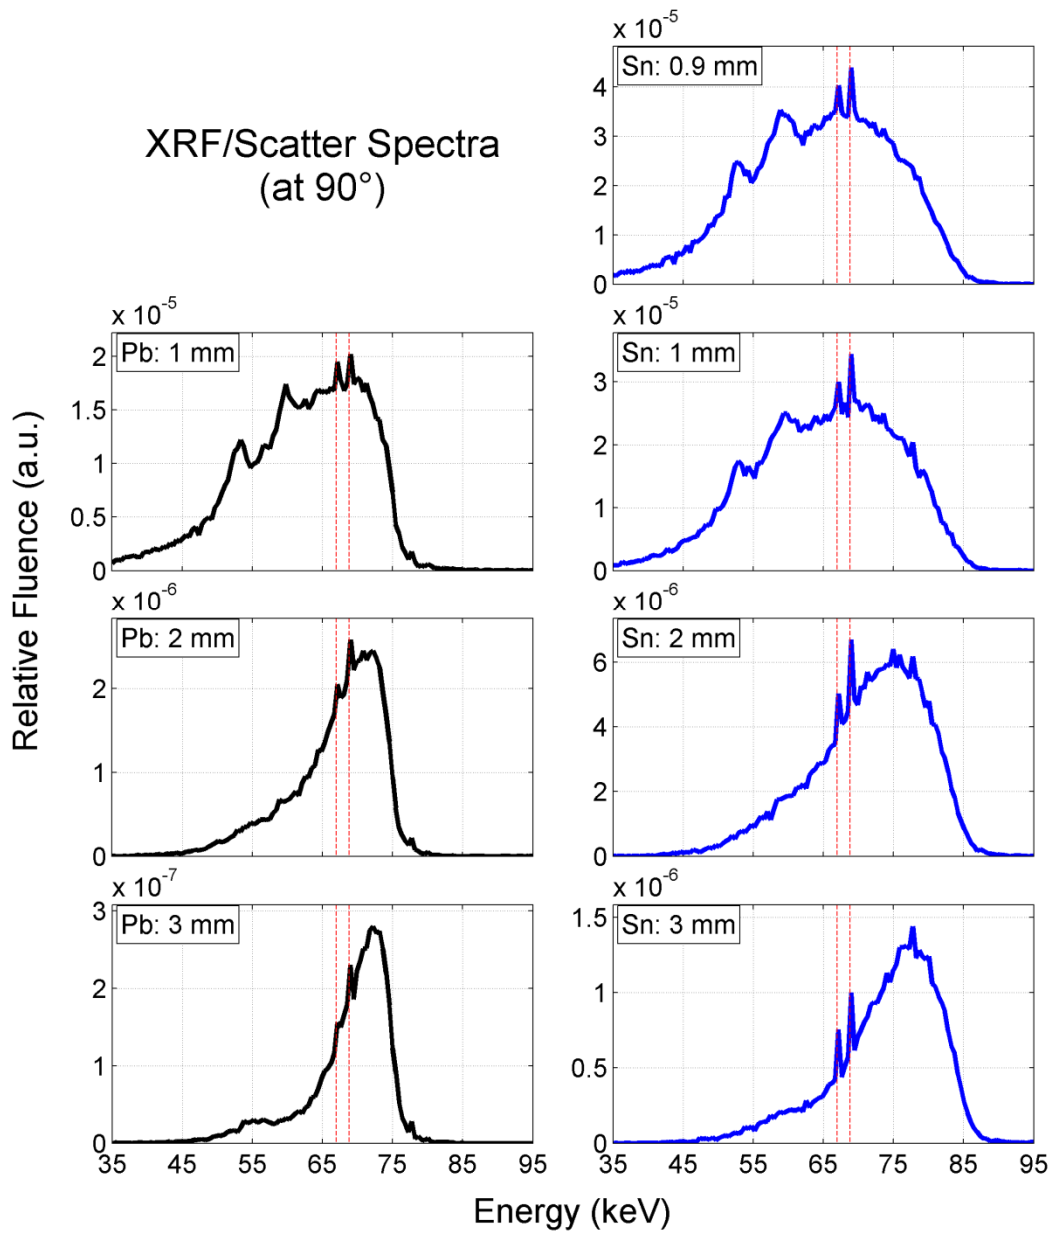 XRF/Scatter Spectra
(at 90°)
x 10^-5
Sn: 0.9 mm
4
3
2
1
0
x 10^-5
Pb: 1 mm
2
1.5
1
0.5
0
x 10^-5
Sn: 1 mm
3
2
1
0
x 10^-6
Pb: 2 mm
2
1
0
x 10^-6
Sn: 2 mm
6
4
2
0
x 10^-7
Pb: 3 mm
3
2
1
0
35 45 55 65 75 85 95
x 10^-6
Sn: 3 mm
1.5
1
0.5
0
35 45 55 65 75 85 95
Relative Fluence (a.u.)
Energy (keV)